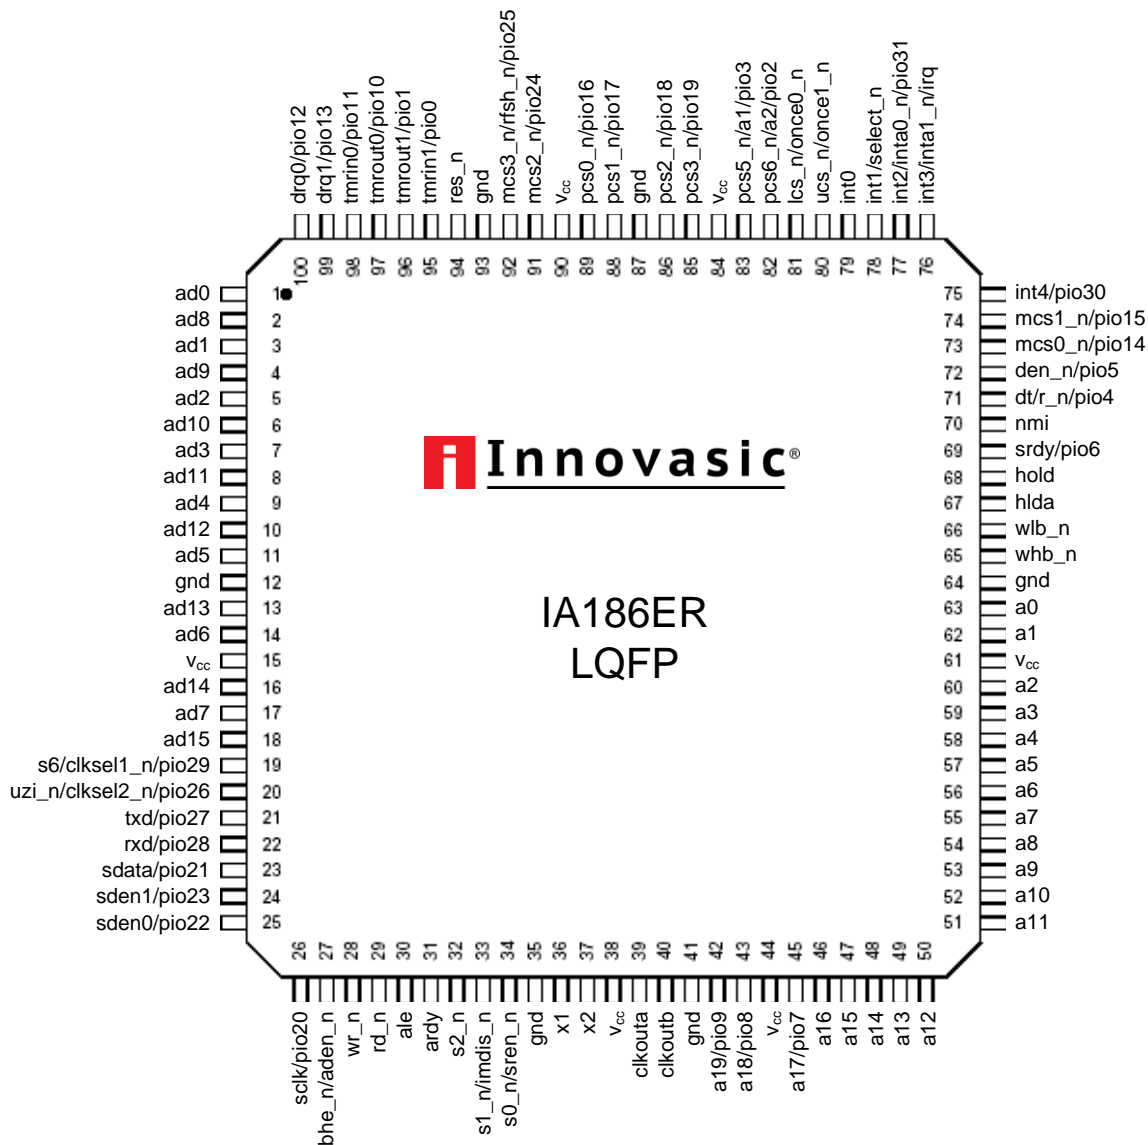 drq0/pio12
drq1/pio13
tmrin0/pio11
tmrout0/pio10
tmrout1/pio1
tmrin1/pio0
res_n
gnd
mcs3_n/rfsh_n/pio25
mcs2_n/pio24
vcc
pcs0_n/pio16
pcs1_n/pio17
gnd
pcs2_n/pio18
pcs3_n/pio19
vcc
pcs5_n/a1/pio3
pcs6_n/a2/pio2
lcs_n/once0_n
ucs_n/once1_n
int0
int1/select_n
int2/inta0_n/pio31
int3/inta1_n/irq
100
99
98
97
96
95
94
93
92
91
90
89
88
87
86
85
84
83
82
81
80
79
78
77
76
ad0 1
ad8 2
ad1 3
ad9 4
ad2 5
ad10 6
ad3 7
ad11 8
ad4 9
ad12 10
ad5 11
gnd 12
ad13 13
ad6 14
vcc 15
ad14 16
ad7 17
ad15 18
s6/clksel1_n/pio29 19
uzi_n/clksel2_n/pio26 20
txd/pio27 21
rxd/pio28 22
sdata/pio21 23
sden1/pio23 24
sden0/pio22 25
i Innovasic®
IA186ER
LQFP
75 int4/pio30
74 mcs1_n/pio15
73 mcs0_n/pio14
72 den_n/pio5
71 dt/r_n/pio4
70 nmi
69 srdy/pio6
68 hold
67 hlda
66 wlb_n
65 whb_n
64 gnd
63 a0
62 a1
61 vcc
60 a2
59 a3
58 a4
57 a5
56 a6
55 a7
54 a8
53 a9
52 a10
51 a11
26
27
28
29
30
31
32
33
34
35
36
37
38
39
40
41
42
43
44
45
46
47
48
49
50
sclk/pio20
bhe_n/aden_n
wr_n
rd_n
ale
ardy
s2_n
s1_n/imdis_n
s0_n/sren_n
gnd
x1
x2
vcc
clkouta
clkoutb
gnd
a19/pio9
a18/pio8
vcc
a17/pio7
a16
a15
a14
a13
a12